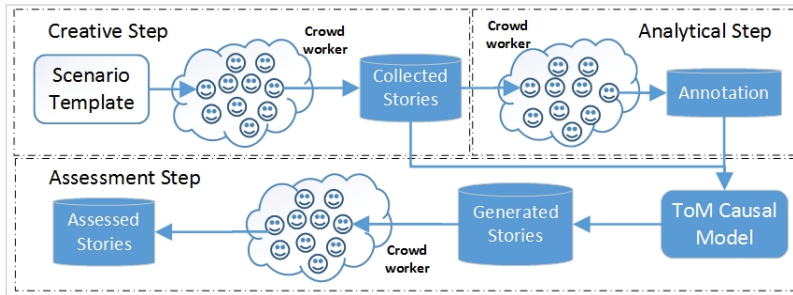 Creative Step
Crowd
worker
Scenario
Template
Collected
Stories
Crowd
worker
Analytical Step
Annotation
Assessment Step
Assessed
Stories
Crowd
worker
Generated
Stories
ToM Causal
Model